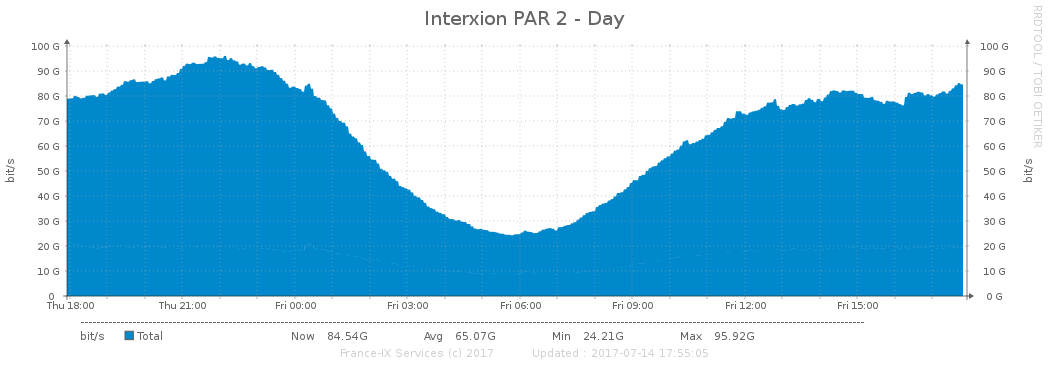 Interxion PAR 2 - Day
RRDTOOL / TOBI OETIKER
bit/s
100 G 100 G
90 G 90 G
80 G 80 G
70 G 70 G
60 G 60 G
50 G 50 G
40 G 40 G
30 G 30 G
20 G 20 G
10 G 10 G
0 0 G
bit/s
Thu 18:00 Thu 21:00 Fri 00:00 Fri 03:00 Fri 06:00 Fri 09:00 Fri 12:00 Fri 15:00
bit/s Total Now 84.54G Avg 65.07G Min 24.21G Max 95.92G
France-IX Services (c) 2017 Updated : 2017-07-14 17:55:05